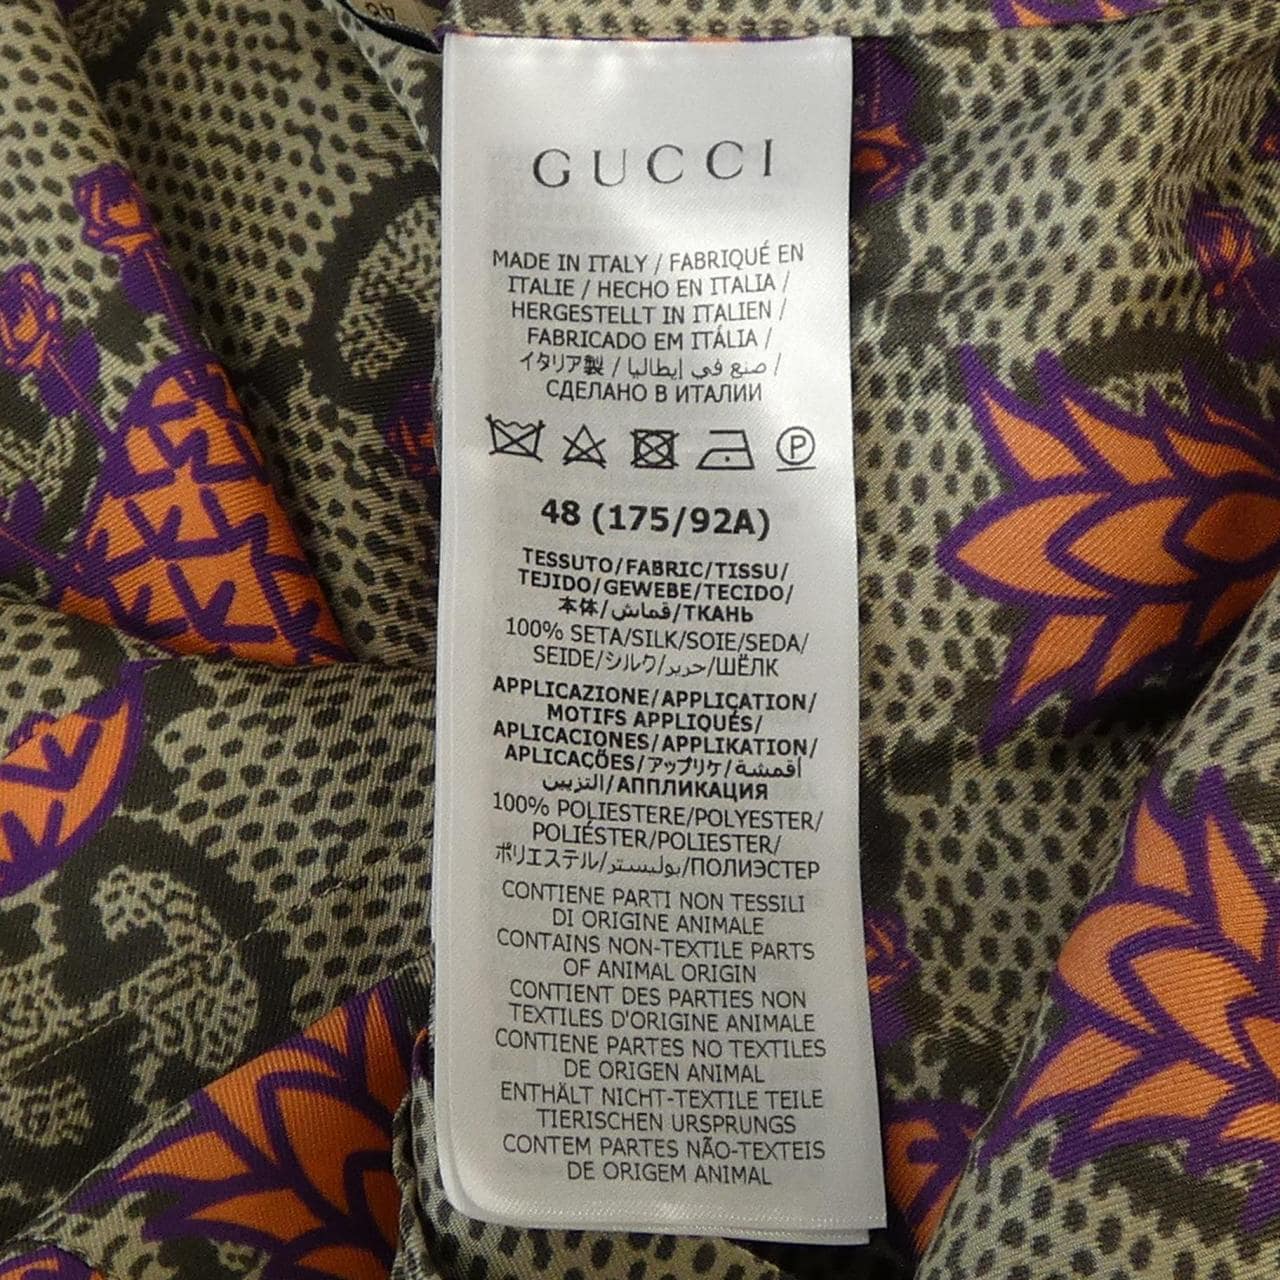 GUCCI
MADE IN ITALY / FABRIQUÉ EN
ITALIE / HECHO EN ITALIA /
HERGESTELLT IN ITALIEN /
FABRICADO EM ITÁLIA /
イタリア製 / صنع في إيطاليا /
СДЕЛАНО В ИТАЛИИ
P
48 (175/92A)
TESSUTO/FABRIC/TISSU/
TEJIDO/GEWEBE/TECIDO/
本体/قماش/ТКАНЬ
100% SETA/SILK/SOIE/SEDA/
SEIDE/シルク/حرير/ШЁЛК
APPLICAZIONE/APPLICATION/
MOTIFS APPLIQUÉS/
APLICACIONES/APPLIKATION/
APLICAÇÕES/アップリケ/أقمشة
التزيين/АППЛИКАЦИЯ
100% POLIESTERE/POLYESTER/
POLIÉSTER/POLIESTER/
ポリエステル/بوليستر/ПОЛИЭСТЕР
CONTIENE PARTI NON TESSILI
DI ORIGINE ANIMALE
CONTAINS NON-TEXTILE PARTS
OF ANIMAL ORIGIN
CONTIENT DES PARTIES NON
TEXTILES D'ORIGINE ANIMALE
CONTIENE PARTES NO TEXTILES
DE ORIGEN ANIMAL
ENTHÄLT NICHT-TEXTILE TEILE
TIERISCHEN URSPRUNGS
CONTEM PARTES NÃO-TEXTEIS
DE ORIGEM ANIMAL